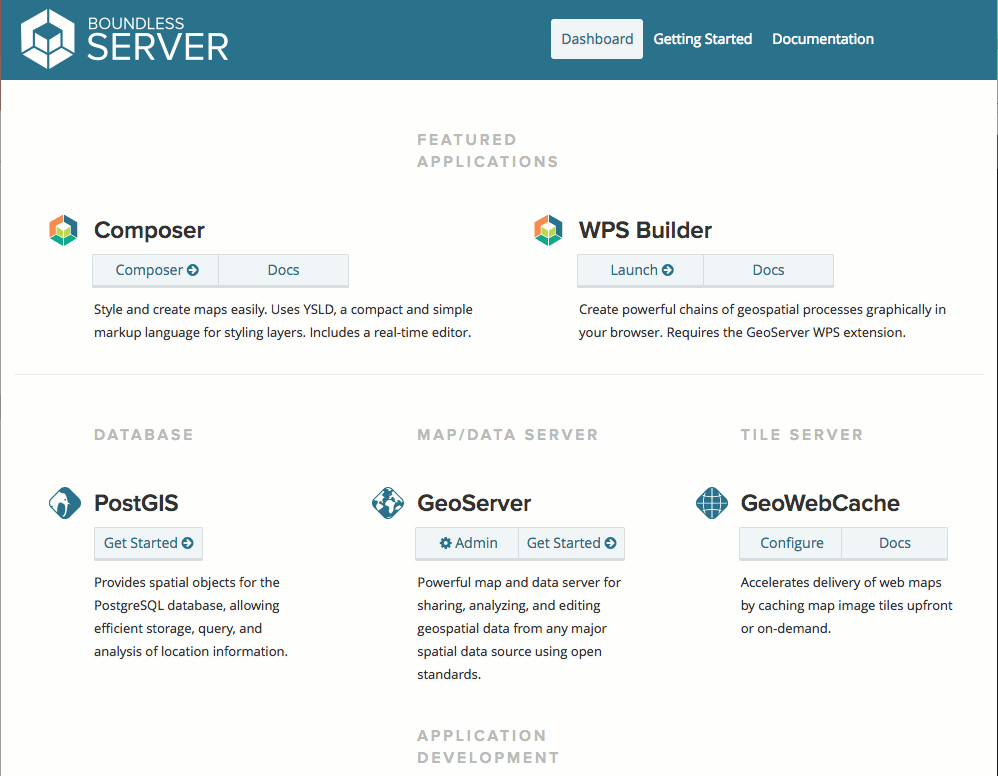 BOUNDLESS
SERVER
Dashboard
Getting Started
Documentation
FEATURED
APPLICATIONS
Composer
Composer
Docs
Style and create maps easily. Uses YSLD, a compact and simple
markup language for styling layers. Includes a real-time editor.
WPS Builder
Launch
Docs
Create powerful chains of geospatial processes graphically in
your browser. Requires the GeoServer WPS extension.
DATABASE
PostGIS
Get Started
Provides spatial objects for the
PostgreSQL database, allowing
efficient storage, query, and
analysis of location information.
MAP/DATA SERVER
GeoServer
Admin
Get Started
Powerful map and data server for
sharing, analyzing, and editing
geospatial data from any major
spatial data source using open
standards.
TILE SERVER
GeoWebCache
Configure
Docs
Accelerates delivery of web maps
by caching map image tiles upfront
or on-demand.
APPLICATION
DEVELOPMENT